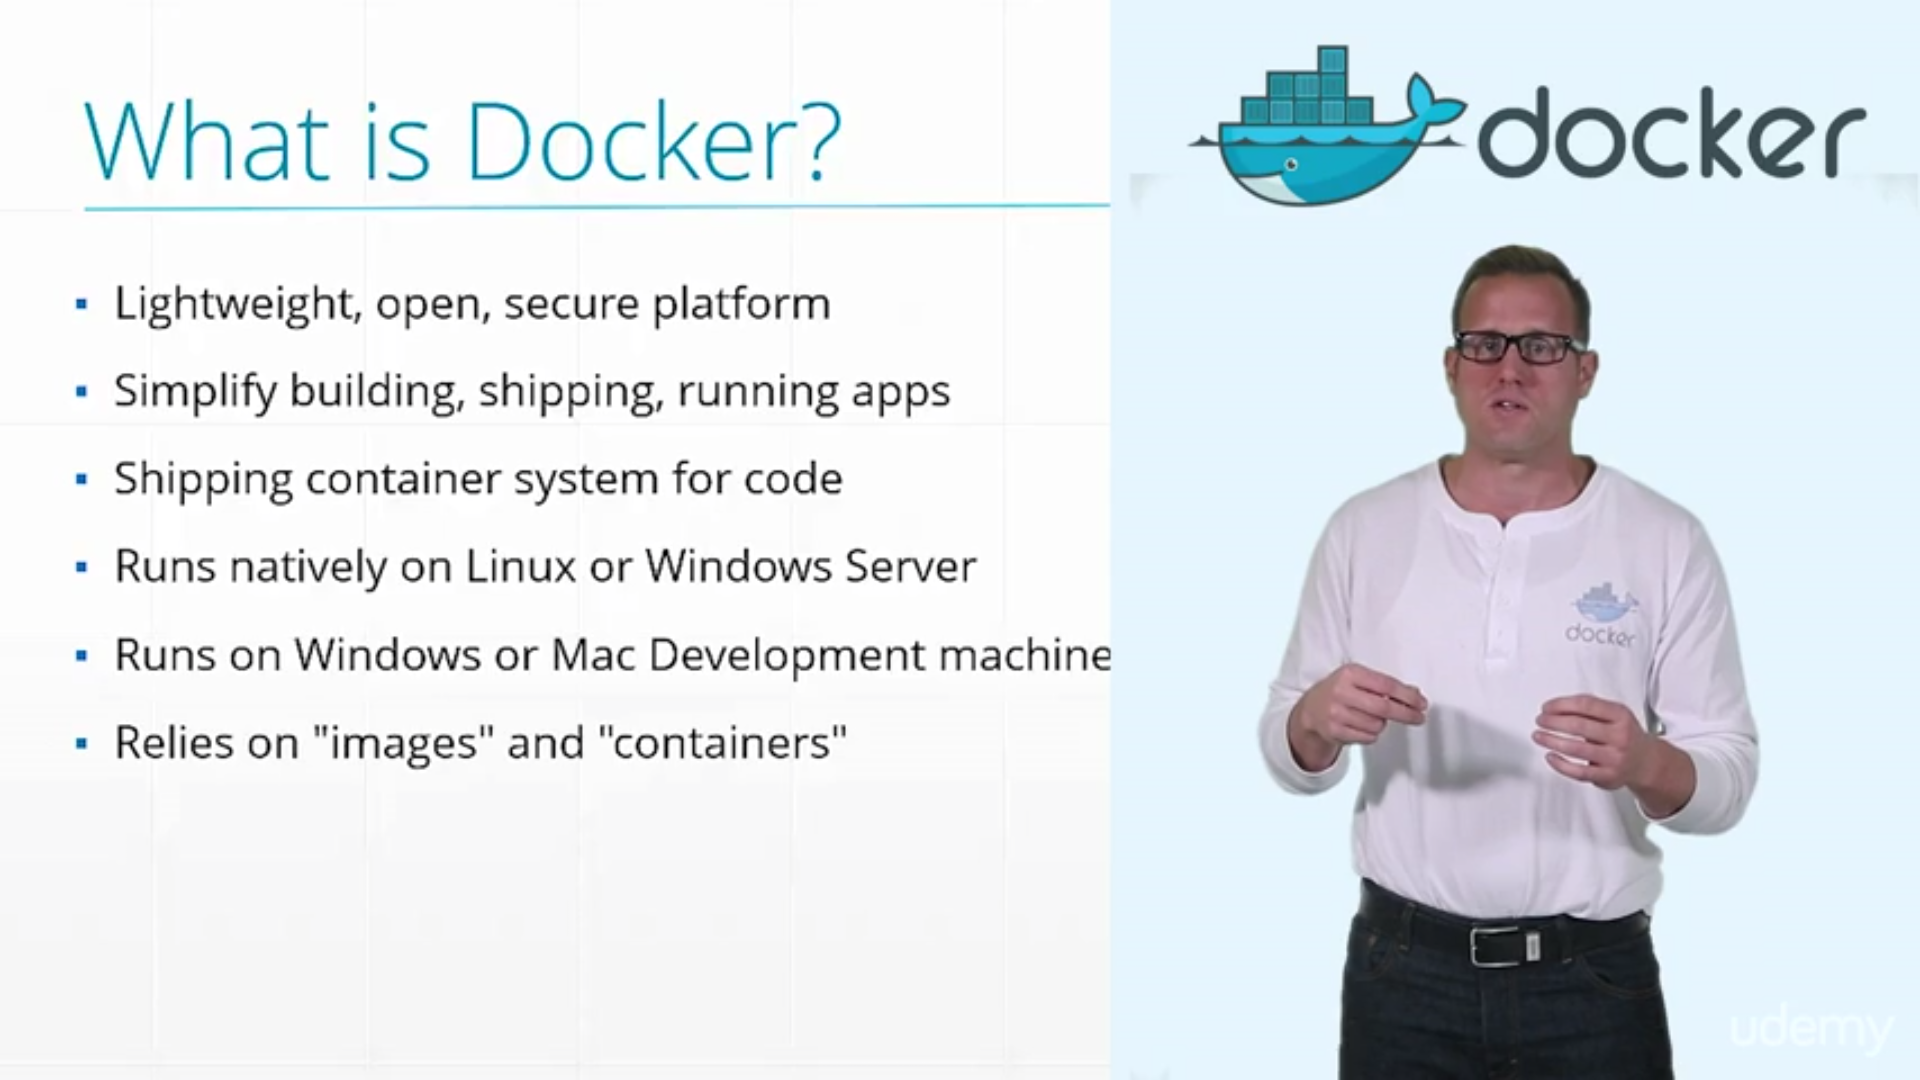 What is Docker?
docker
Lightweight, open, secure platform
Simplify building, shipping, running apps
Shipping container system for code
Runs natively on Linux or Windows Server
Runs on Windows or Mac Development machine
Relies on "images" and "containers"
docker
udemy